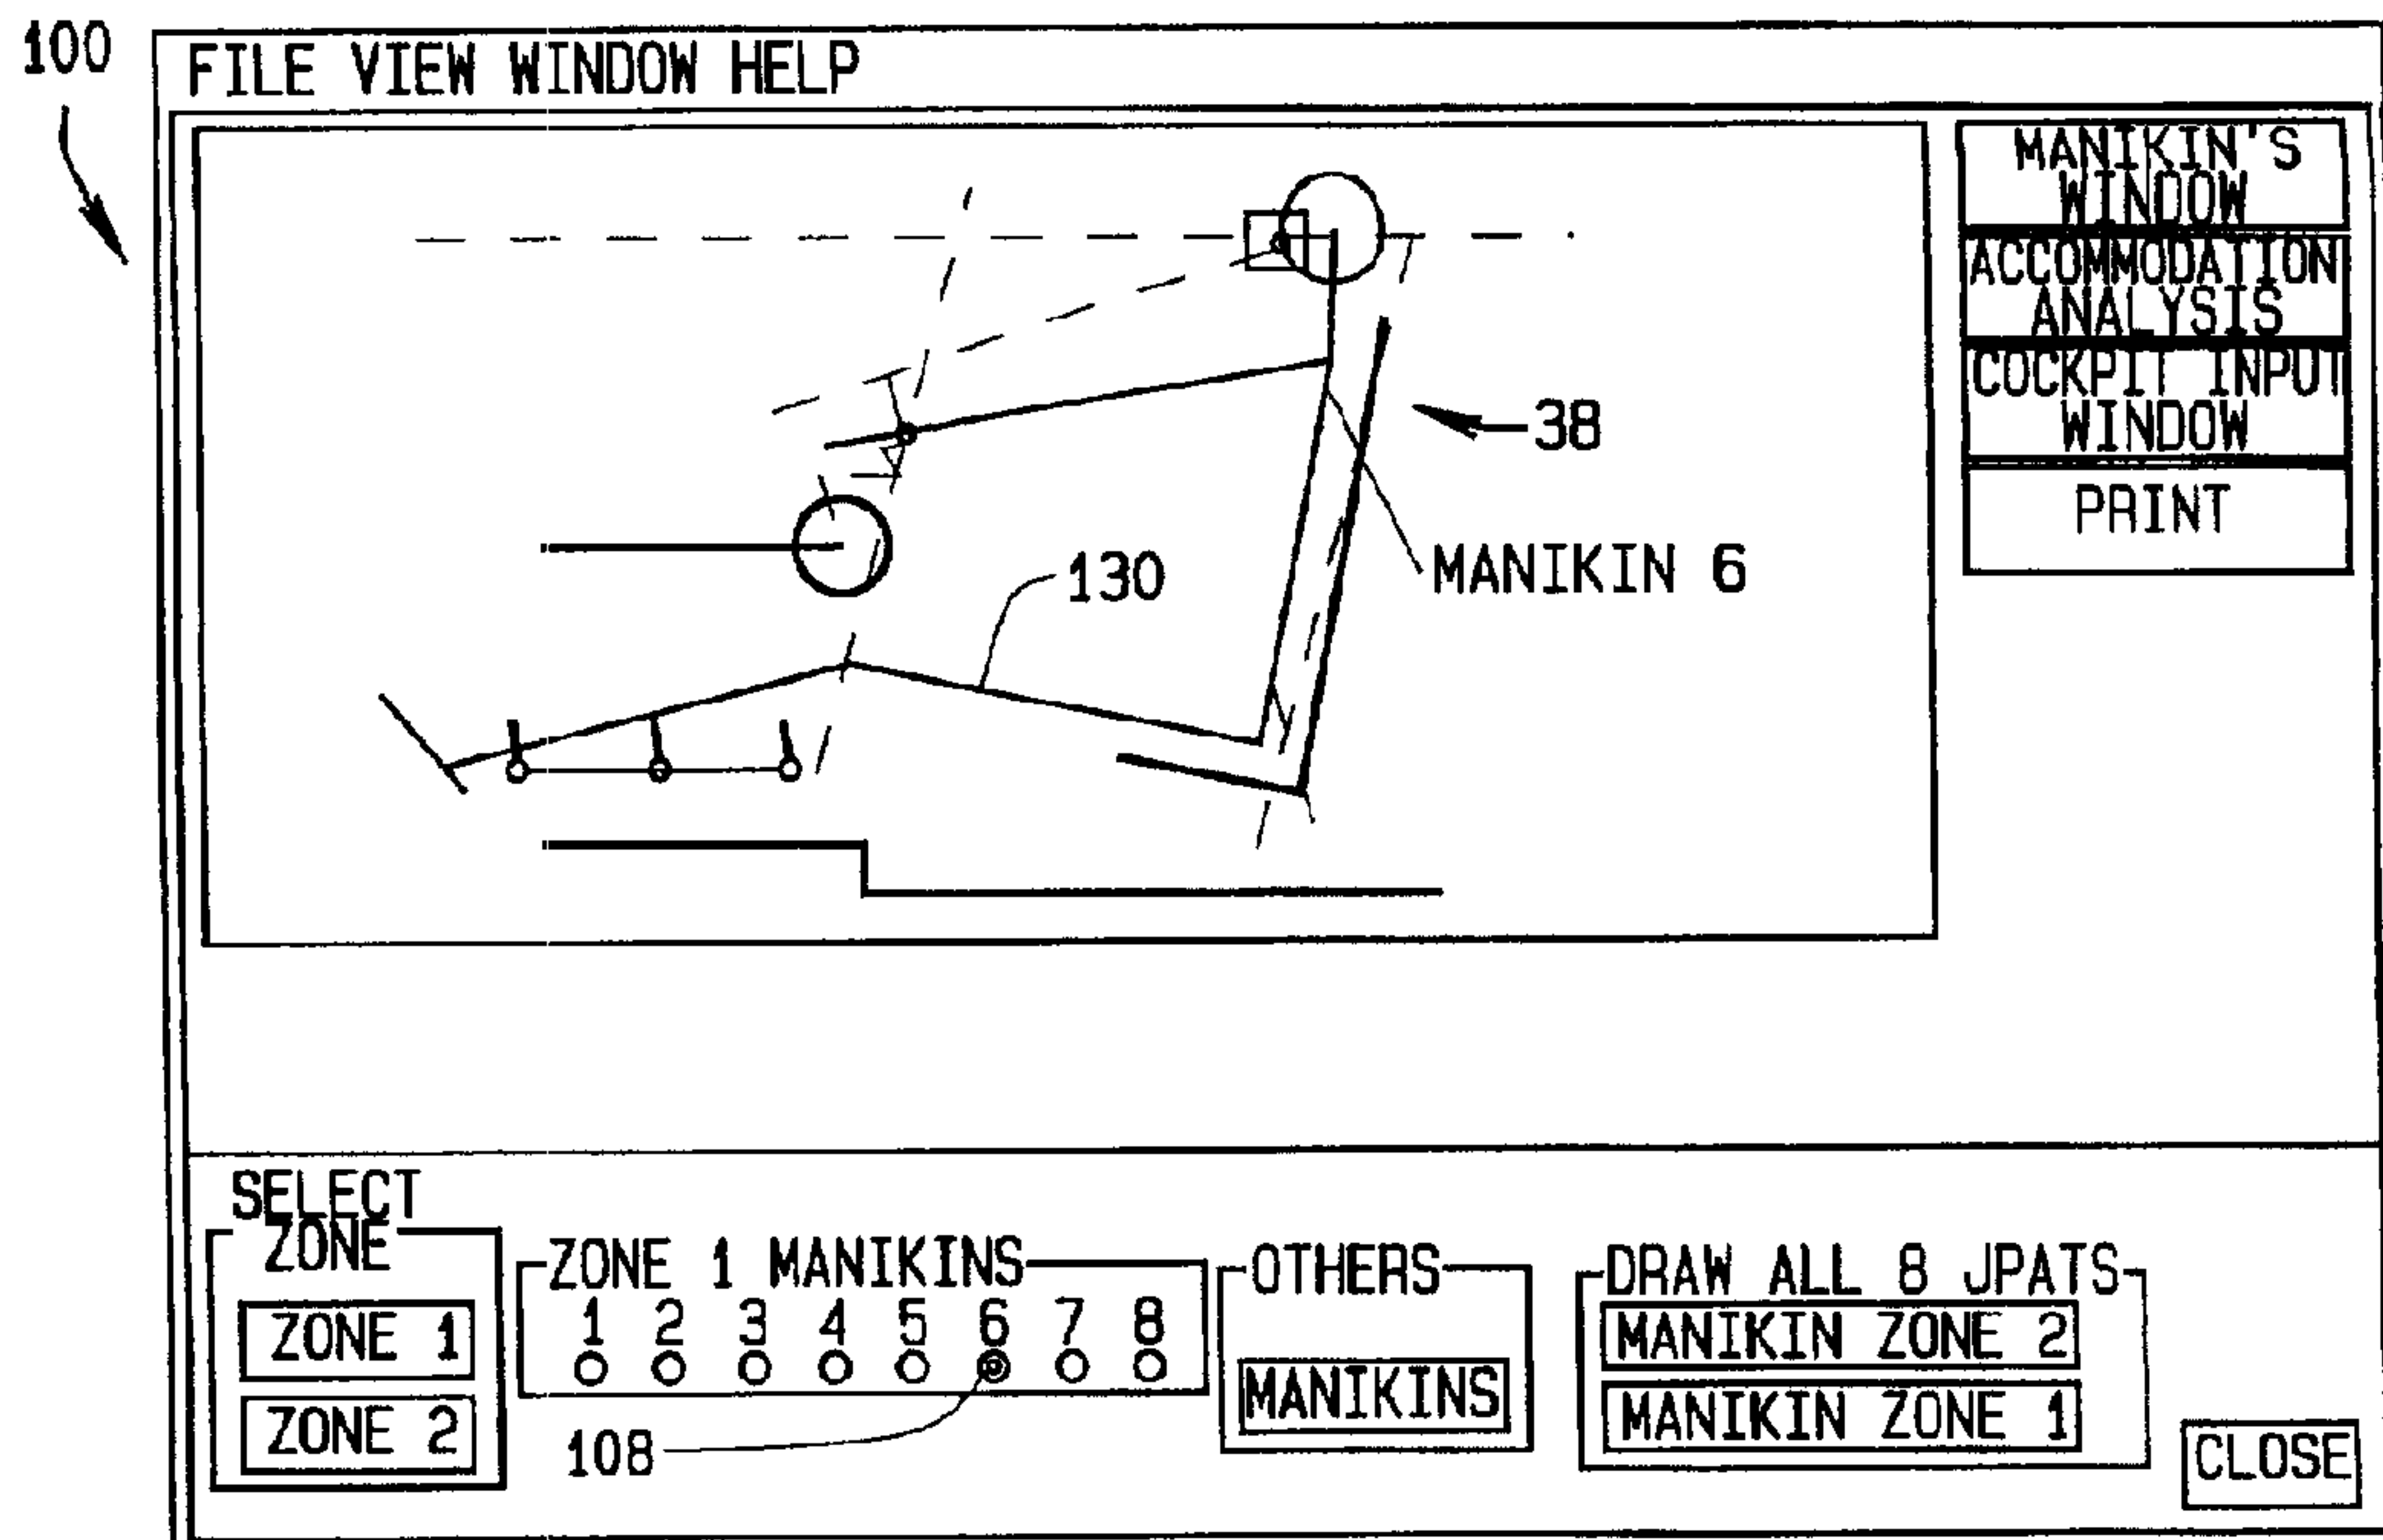 100
FILE VIEW WINDOW HELP
MANIKIN'S
WINDOW
ACCOMMODATION
ANALYSIS
COCKPIT INPUT
WINDOW
PRINT
38
MANIKIN 6
130
SELECT
ZONE
ZONE 1
ZONE 2
ZONE 1 MANIKINS
1 2 3 4 5 6 7 8
108
OTHERS
MANIKINS
DRAW ALL 8 JPATS
MANIKIN ZONE 2
MANIKIN ZONE 1
CLOSE